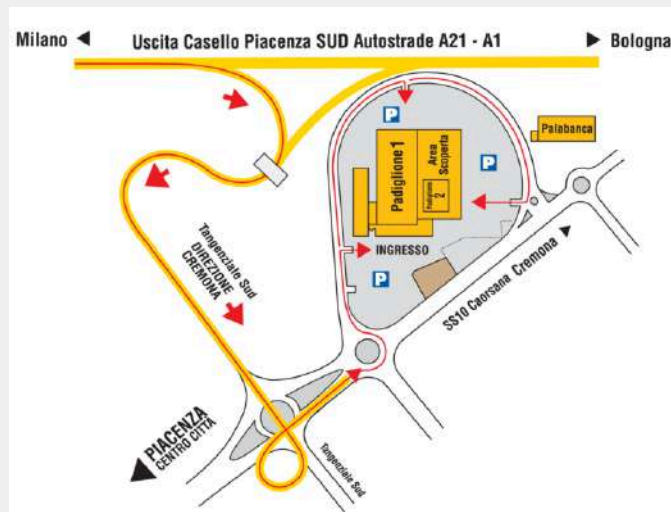 Milano
Uscita Casello Piacenza SUD Autostrade A21 - A1
Bologna
P
Palabanca
Padiglione 1
Area
Scoperta
P
Padiglione
2
Tangenziale Sud
DIREZIONE
CREMONA
INGRESSO
P
SS10 Caorsana Cremona
PIACENZA
CENTRO CITTÀ
Tangenziale Sud